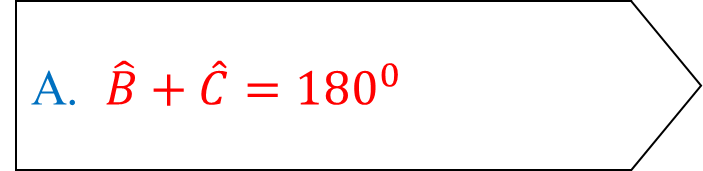 A. B̂ + Ĉ = 180⁰